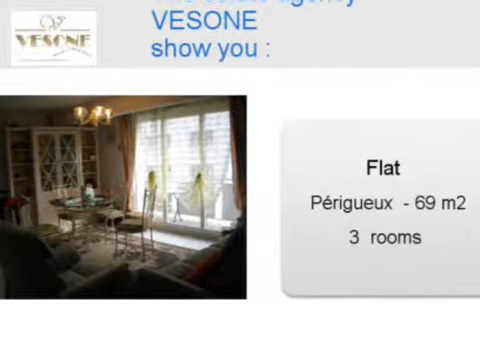 VESONE
VESONE
show you :
Flat
Périgueux - 69 m2
3 rooms